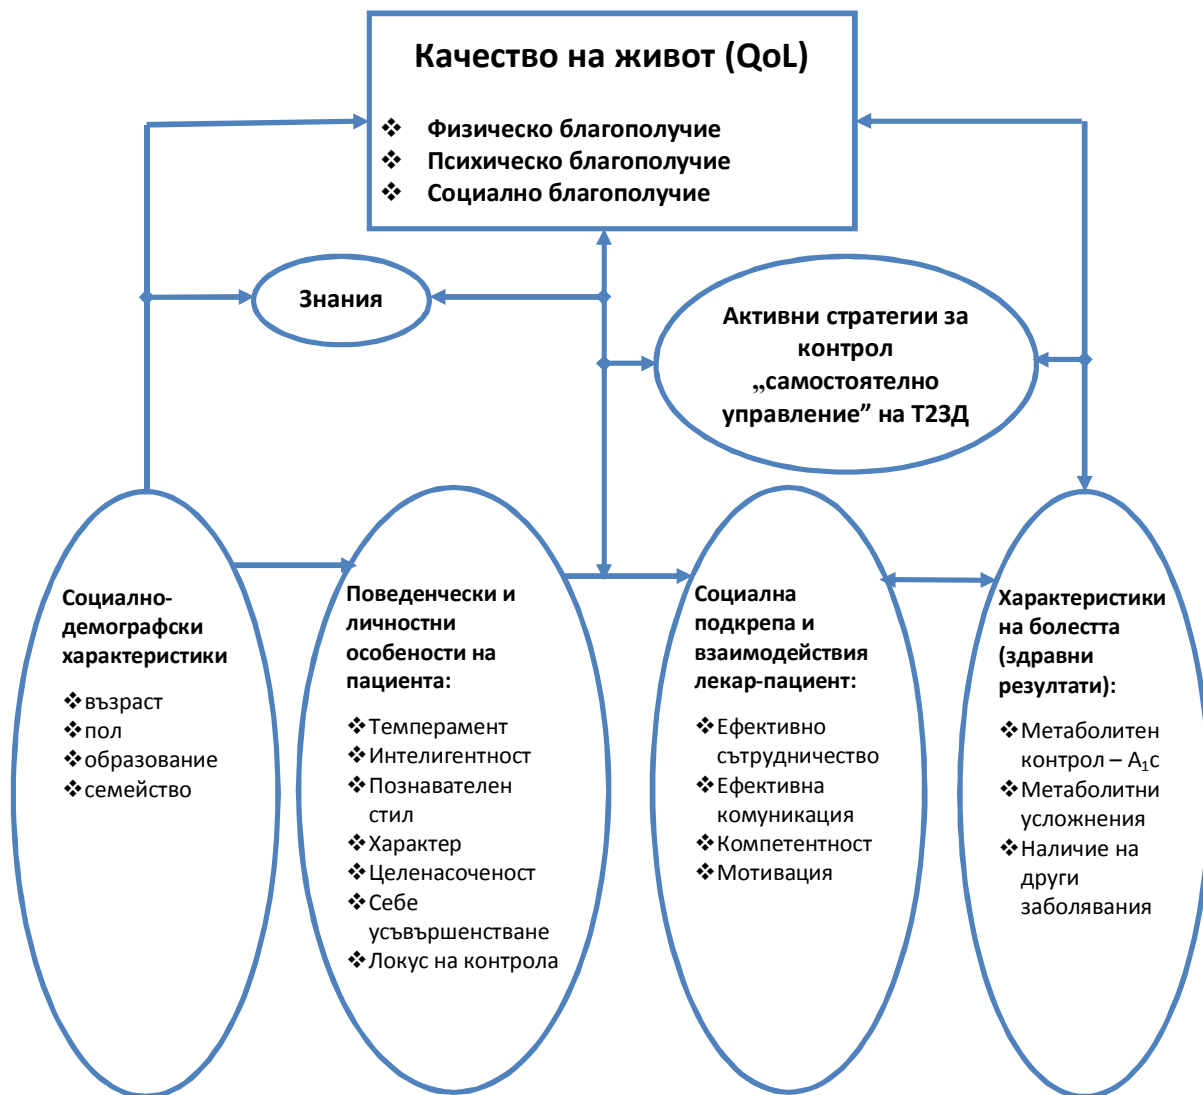 Качество на живот (QoL)
❖ Физическо благополучие
❖ Психическо благополучие
❖ Социално благополучие
Знания
Активни стратегии за
контрол
„самостоятелно
управление” на Т2ЗД
Социално-
демографски
характеристики
❖възраст
❖пол
❖образование
❖семейство
Поведенчески и
личностни
особености на
пациента:
❖Темперамент
❖Интелигентност
❖Познавателен
стил
❖Характер
❖Целенасоченост
❖Себе
усъвършенстване
❖Локус на контрола
Социална
подкрепа и
взаимодействия
лекар-пациент:
❖Ефективно
сътрудничество
❖Ефективна
комуникация
❖Компетентност
❖Мотивация
Характеристики
на болестта
(здравни
резултати):
❖Метаболитен
контрол – A₁c
❖Метаболитни
усложнения
❖Наличие на
други
заболявания